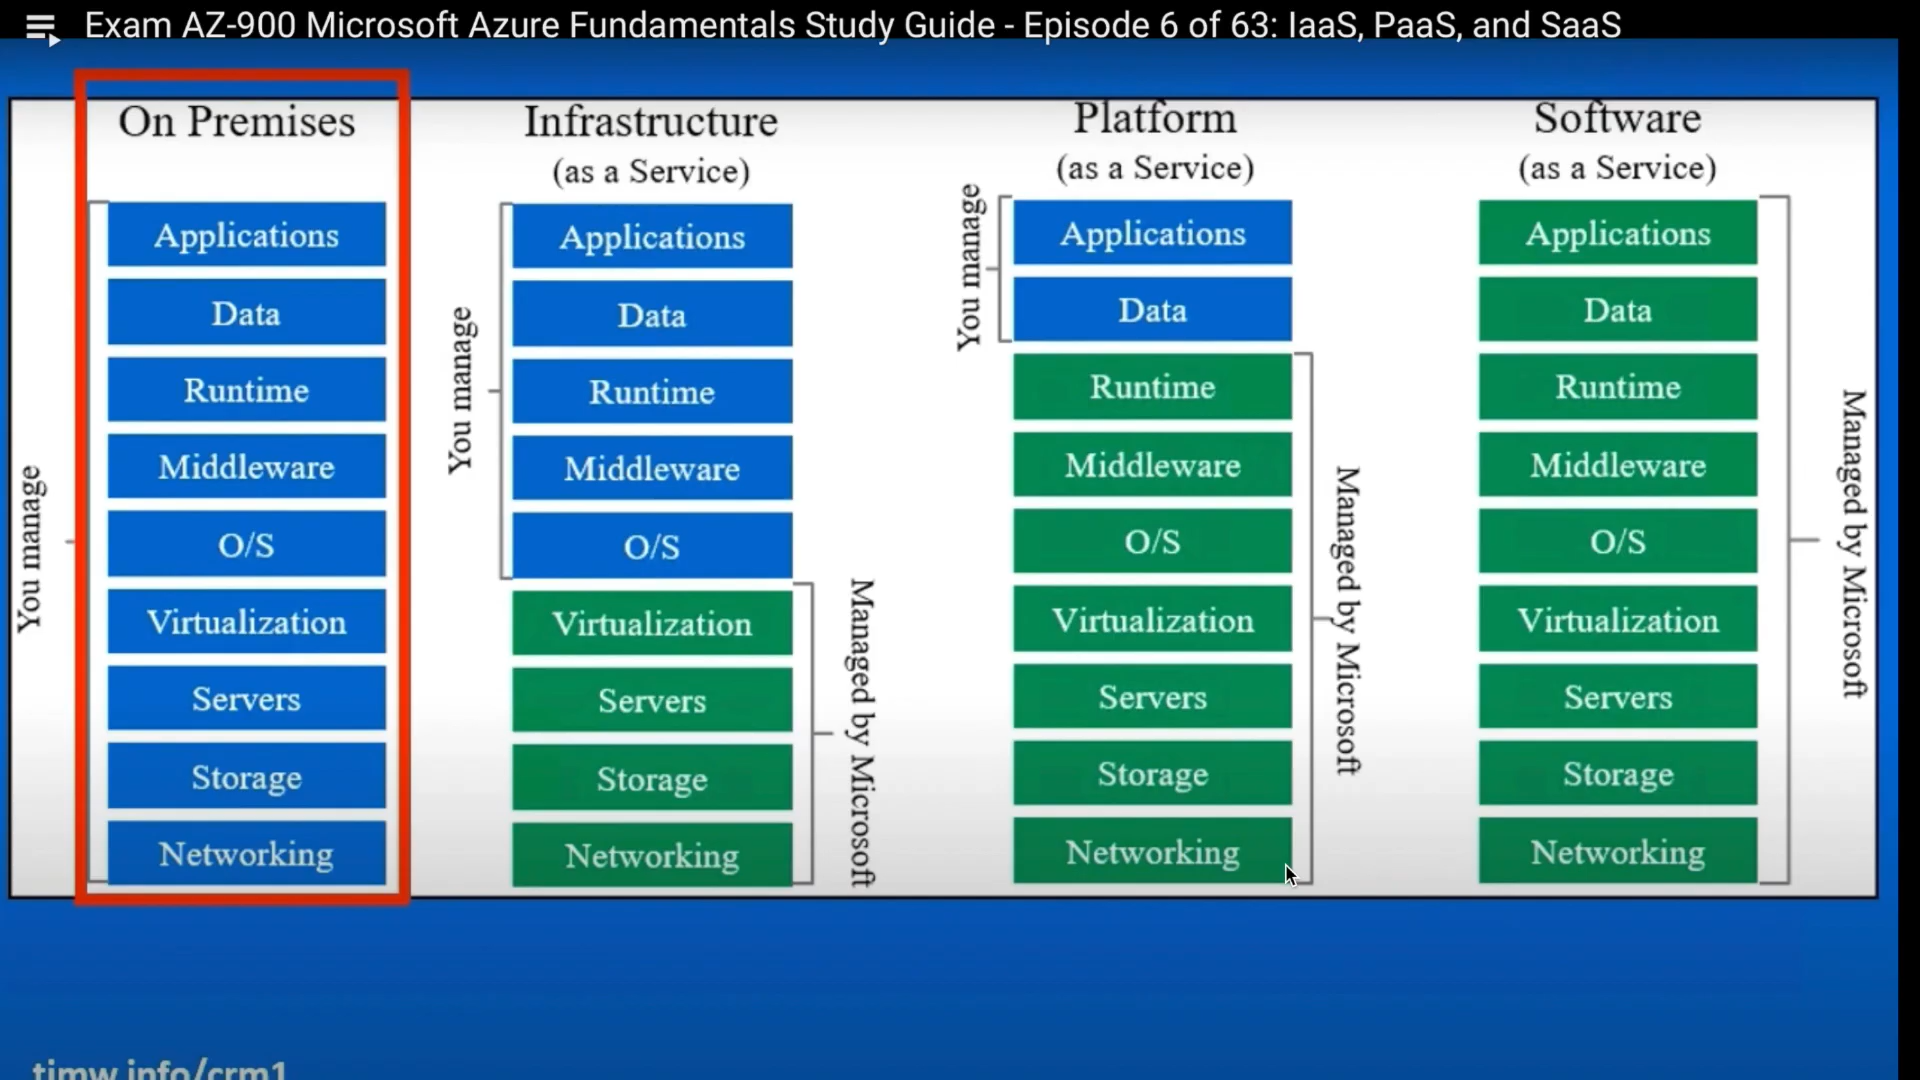 Exam AZ-900 Microsoft Azure Fundamentals Study Guide - Episode 6 of 63: IaaS, PaaS, and SaaS
On Premises
You manage
Applications
Data
Runtime
Middleware
O/S
Virtualization
Servers
Storage
Networking
Infrastructure
(as a Service)
You manage
Applications
Data
Runtime
Middleware
O/S
Virtualization
Servers
Storage
Networking
Managed by Microsoft
Platform
(as a Service)
You manage
Applications
Data
Runtime
Middleware
O/S
Virtualization
Servers
Storage
Networking
Managed by Microsoft
Software
(as a Service)
Applications
Data
Runtime
Middleware
O/S
Virtualization
Servers
Storage
Networking
Managed by Microsoft
timw.info/crm1